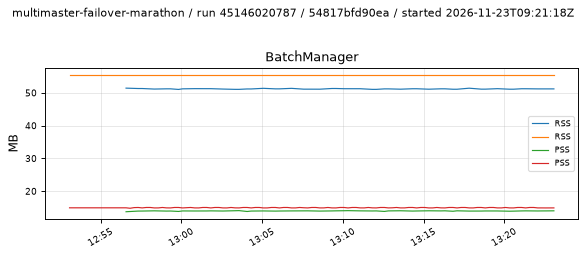 multimaster-failover-marathon / run 45146020787 / 54817bfd90ea / started 2026-11-23T09:21:18Z
BatchManager
MB
50
40
30
20
RSS
RSS
PSS
PSS
12:55
13:00
13:05
13:10
13:15
13:20